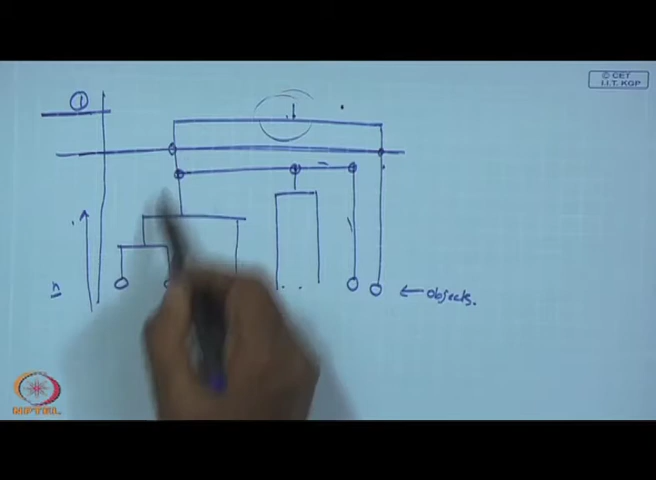 © CET
I.I.T. KGP
1
n
← objects.
NPTEL